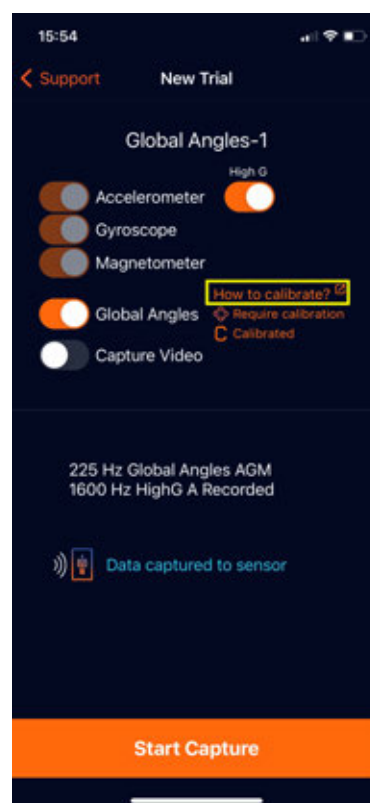 15:54
Support New Trial
Global Angles-1
High G
Accelerometer
Gyroscope
Magnetometer
How to calibrate?
Global Angles Require calibration
Calibrated
Capture Video
225 Hz Global Angles AGM
1600 Hz HighG A Recorded
Data captured to sensor
Start Capture